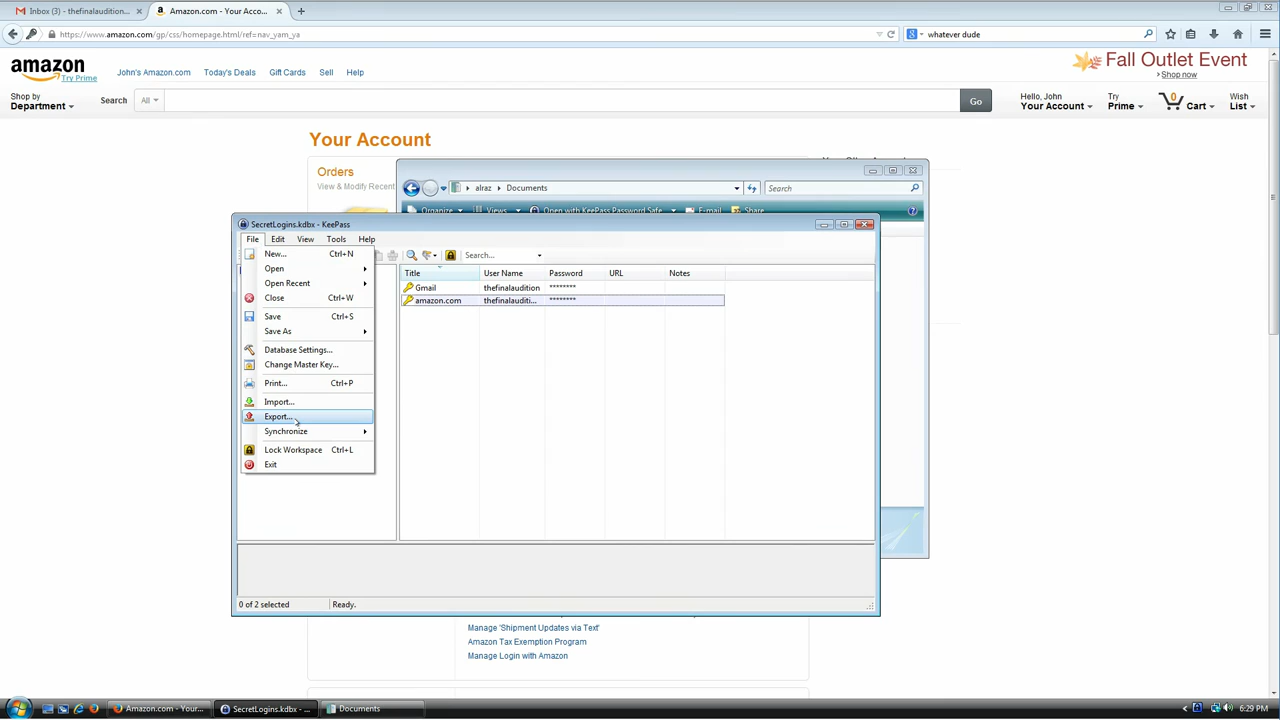 Inbox (3) - thefinalaudition...
Amazon.com - Your Acco...
https://www.amazon.com/gp/css/homepage.html/ref=nav_yam_ya
whatever dude
amazon
Try Prime
John's Amazon.com Today's Deals Gift Cards Sell Help
Fall Outlet Event
Shop now
Shop by
Department
Search All Go
Hello, John
Your Account
Try
Prime
0
Cart
Wish
List
Your Account
Orders
View & Modify Recent
alraz Documents
Search
Organize Views Open with KeePass Password Safe E-mail Share
SecretLogins.kdbx - KeePass
File Edit View Tools Help
Search...
New... Ctrl+N
Open
Open Recent
Close Ctrl+W
Save Ctrl+S
Save As
Database Settings...
Change Master Key...
Print... Ctrl+P
Import...
Export...
Synchronize
Lock Workspace Ctrl+L
Exit
Title User Name Password URL Notes
Gmail thefinalaudition ********
amazon.com thefinalauditi... ********
0 of 2 selected Ready.
Manage 'Shipment Updates via Text'
Amazon Tax Exemption Program
Manage Login with Amazon
Amazon.com - Your...
SecretLogins.kdbx - ...
Documents
6:29 PM